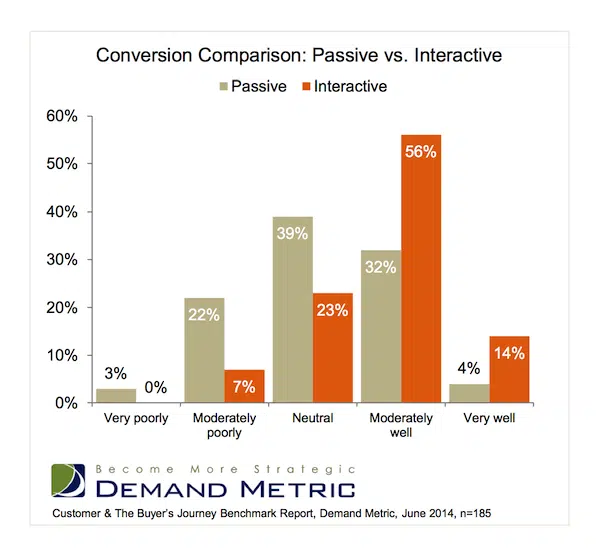 Conversion Comparison: Passive vs. Interactive
Passive Interactive
60%
50%
40%
30%
20%
10%
0%
3%
0%
22%
7%
39%
23%
32%
56%
4%
14%
Very poorly
Moderately
poorly
Neutral
Moderately
well
Very well
Become More Strategic
DEMAND METRIC
Customer & The Buyer's Journey Benchmark Report, Demand Metric, June 2014, n=185